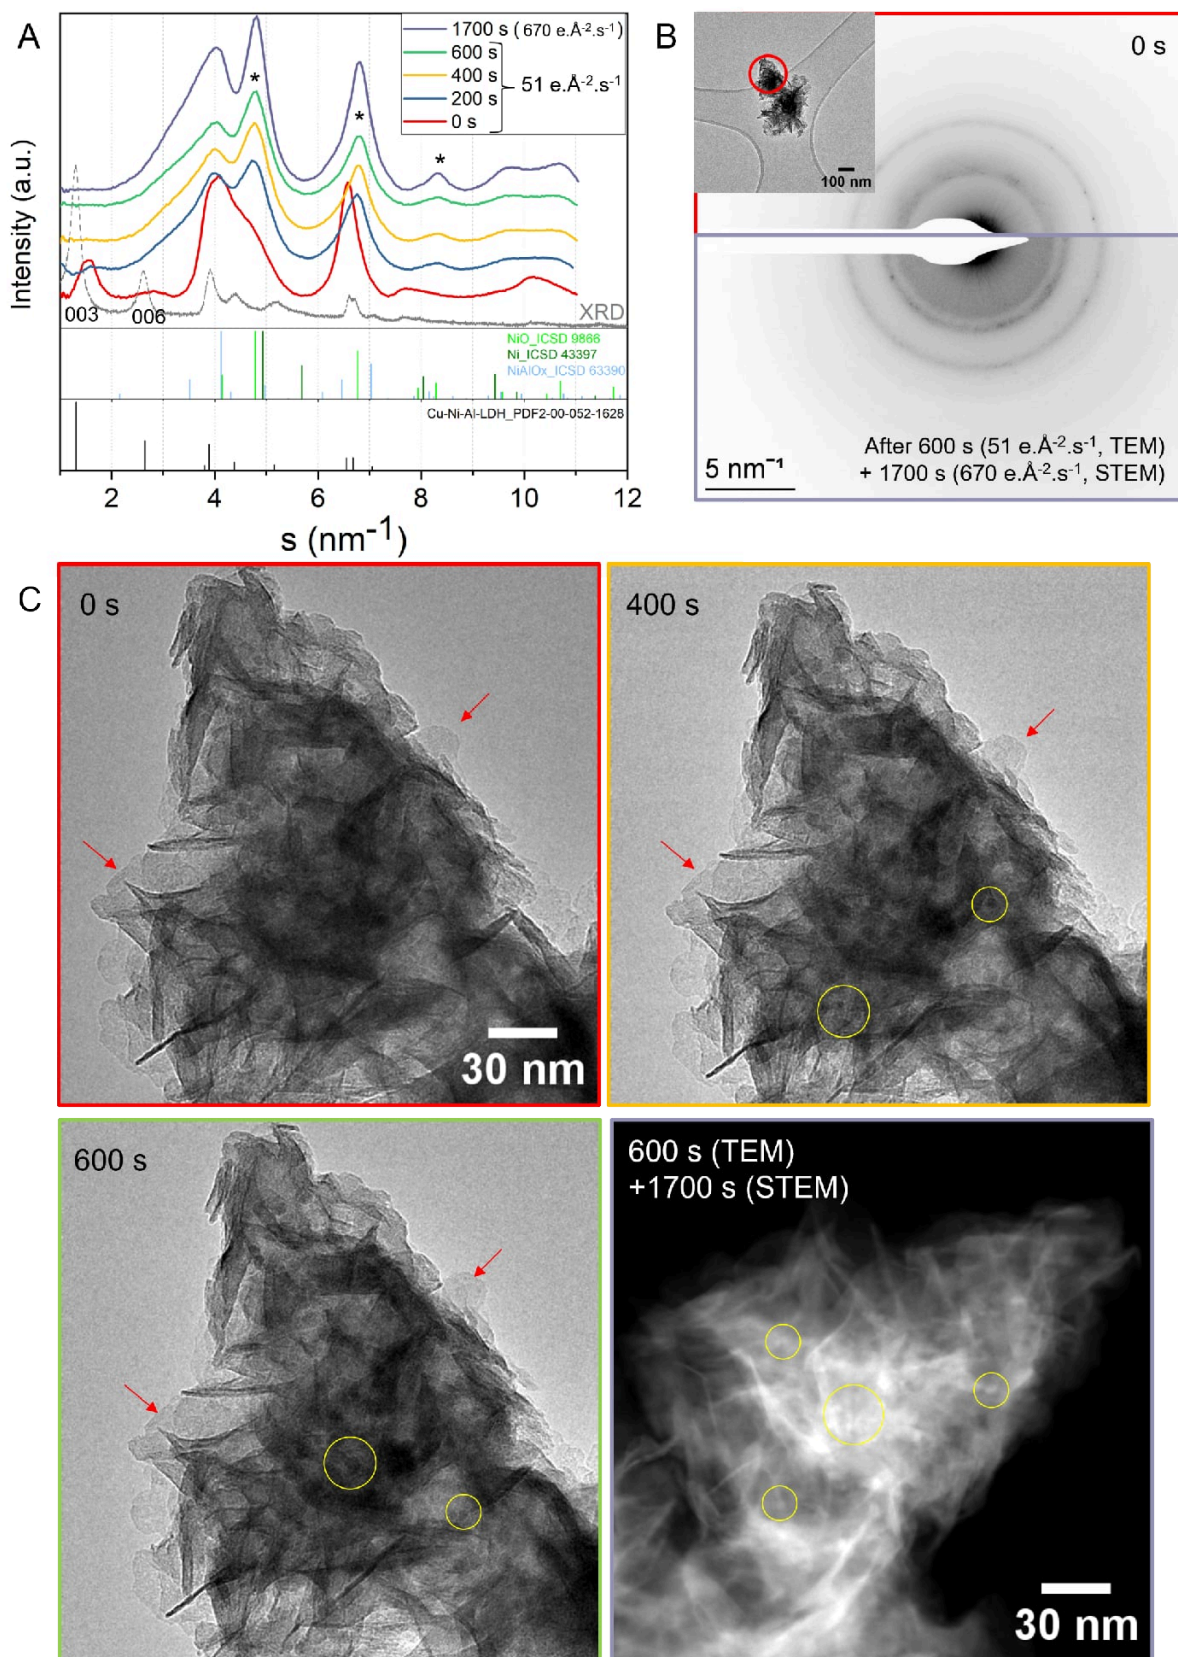 A
1700 s (670 e.Å⁻².s⁻¹)
600 s
400 s
200 s
0 s
51 e.Å⁻².s⁻¹
*
*
*
Intensity (a.u.)
003
006
XRD
NiO_ICSD 9866
Ni_ICSD 43397
NiAlOx_ICSD 63390
Cu-Ni-Al-LDH_PDF2-00-052-1628
2 4 6 8 10 12
s (nm⁻¹)
B
0 s
100 nm
After 600 s (51 e.Å⁻².s⁻¹, TEM)
+ 1700 s (670 e.Å⁻².s⁻¹, STEM)
5 nm⁻¹
C
0 s
30 nm
400 s
600 s
600 s (TEM)
+1700 s (STEM)
30 nm